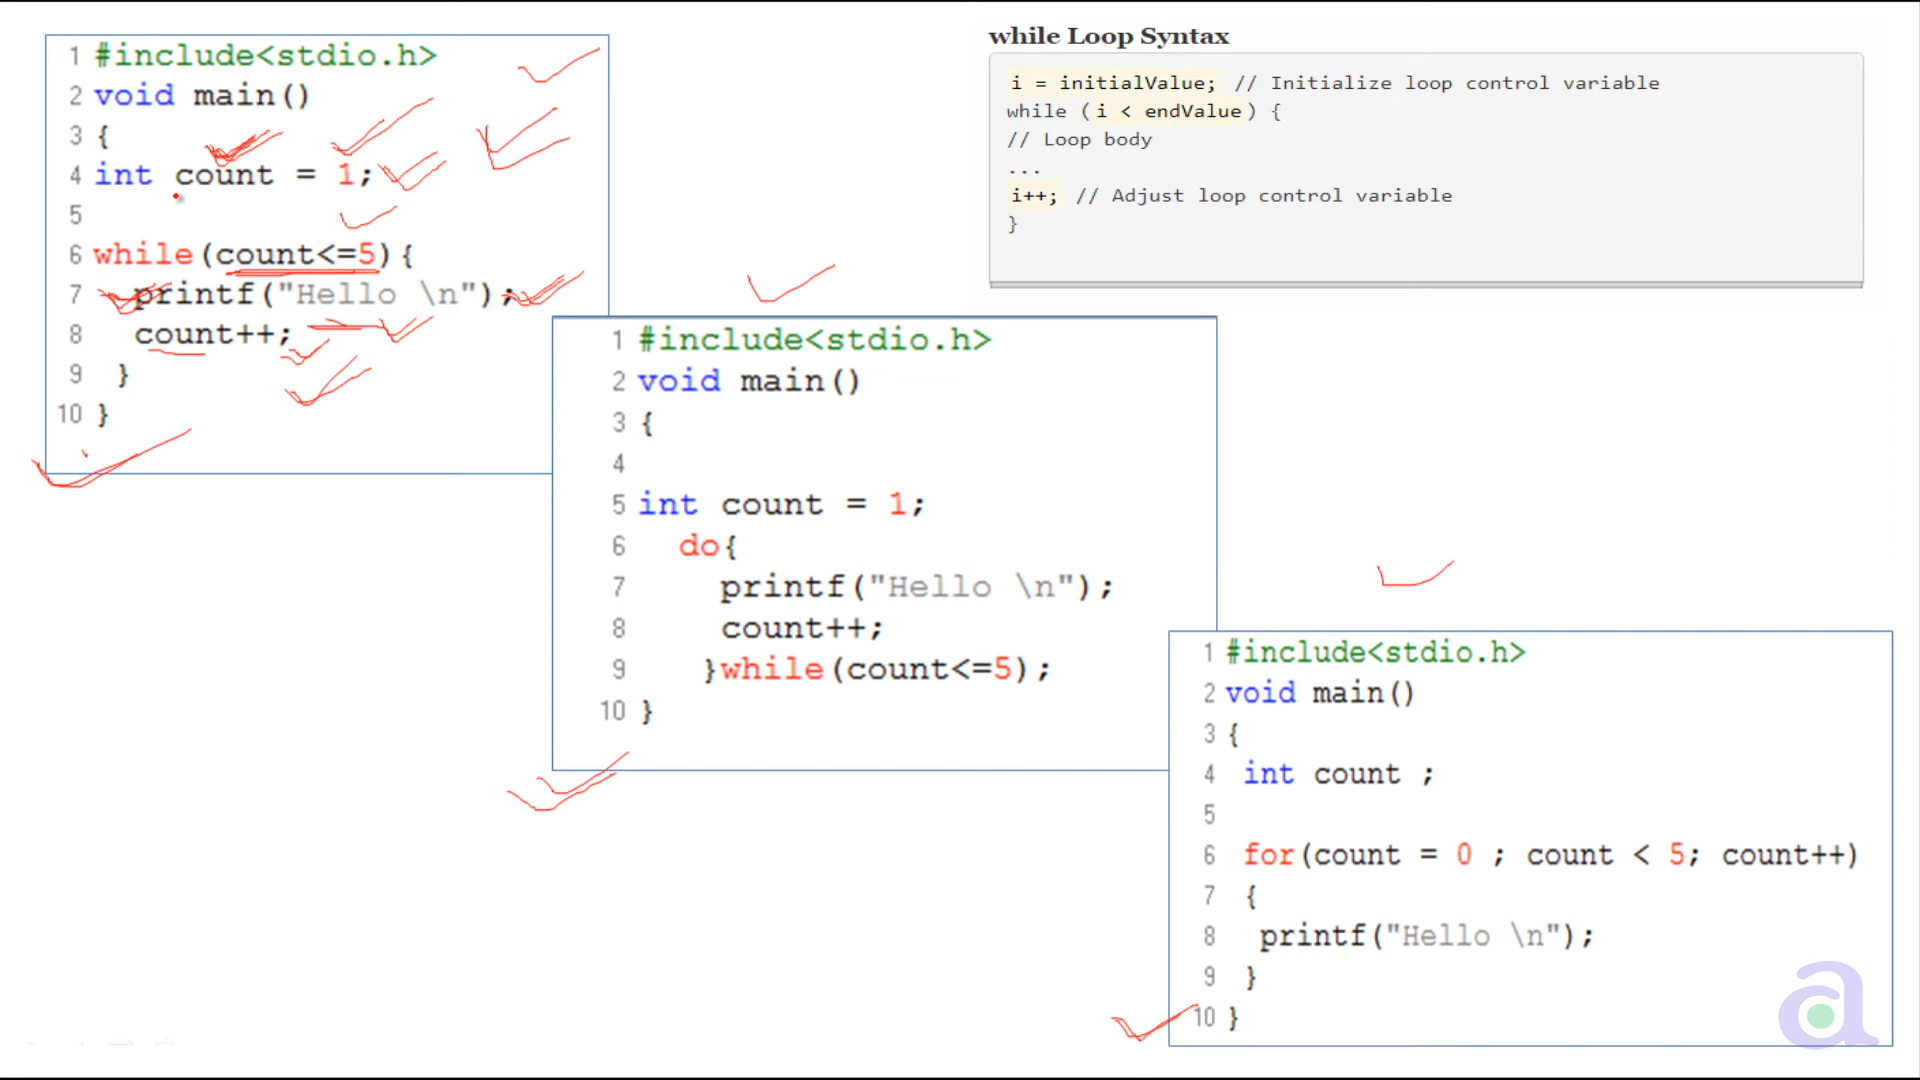 1 #include<stdio.h>
2 void main()
3 {
4 int count = 1;
5
6 while(count<=5){
7 printf("Hello \n");
8 count++;
9 }
10 }
while Loop Syntax
i = initialValue; // Initialize loop control variable
while (i < endValue) {
// Loop body
...
i++; // Adjust loop control variable
}
1 #include<stdio.h>
2 void main()
3 {
4
5 int count = 1;
6 do{
7 printf("Hello \n");
8 count++;
9 }while(count<=5);
10 }
1 #include<stdio.h>
2 void main()
3 {
4 int count ;
5
6 for(count = 0 ; count < 5; count++)
7 {
8 printf("Hello \n");
9 }
10 }
a